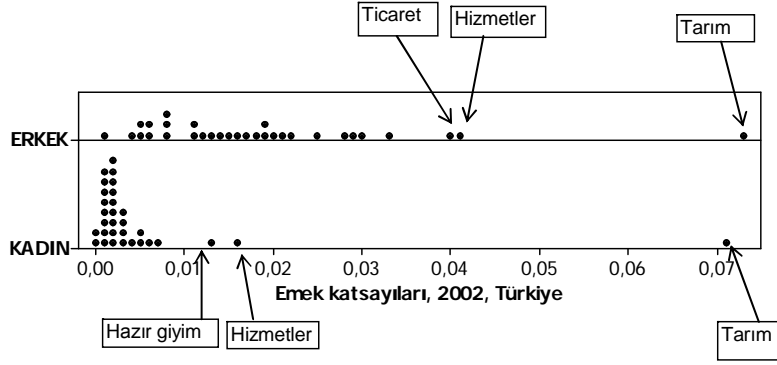 Ticaret
Hizmetler
Tarım
ERKEK
KADIN
0,00 0,01 0,02 0,03 0,04 0,05 0,06 0,07
Emek katsayıları, 2002, Türkiye
Hazır giyim
Hizmetler
Tarım